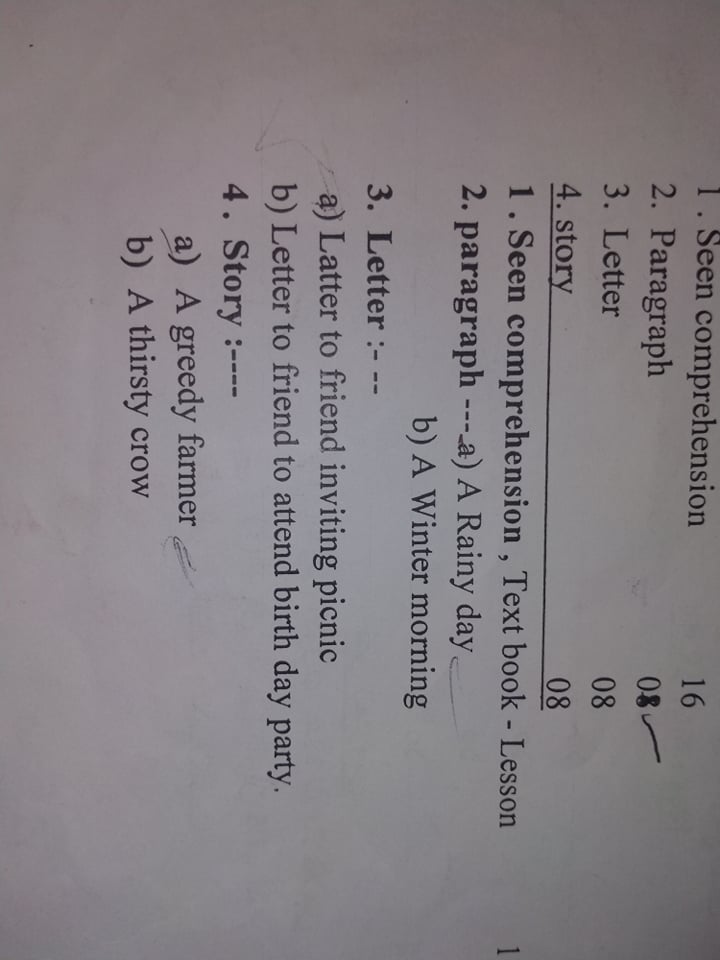 1 . Seen comprehension 16
2. Paragraph 08
3. Letter 08
4. story 08
1 . Seen comprehension , Text book - Lesson 1
2. paragraph ---a) A Rainy day
b) A Winter morning
3. Letter :- --
a) Latter to friend inviting picnic
b) Letter to friend to attend birth day party.
4 . Story :----
a) A greedy farmer
b) A thirsty crow